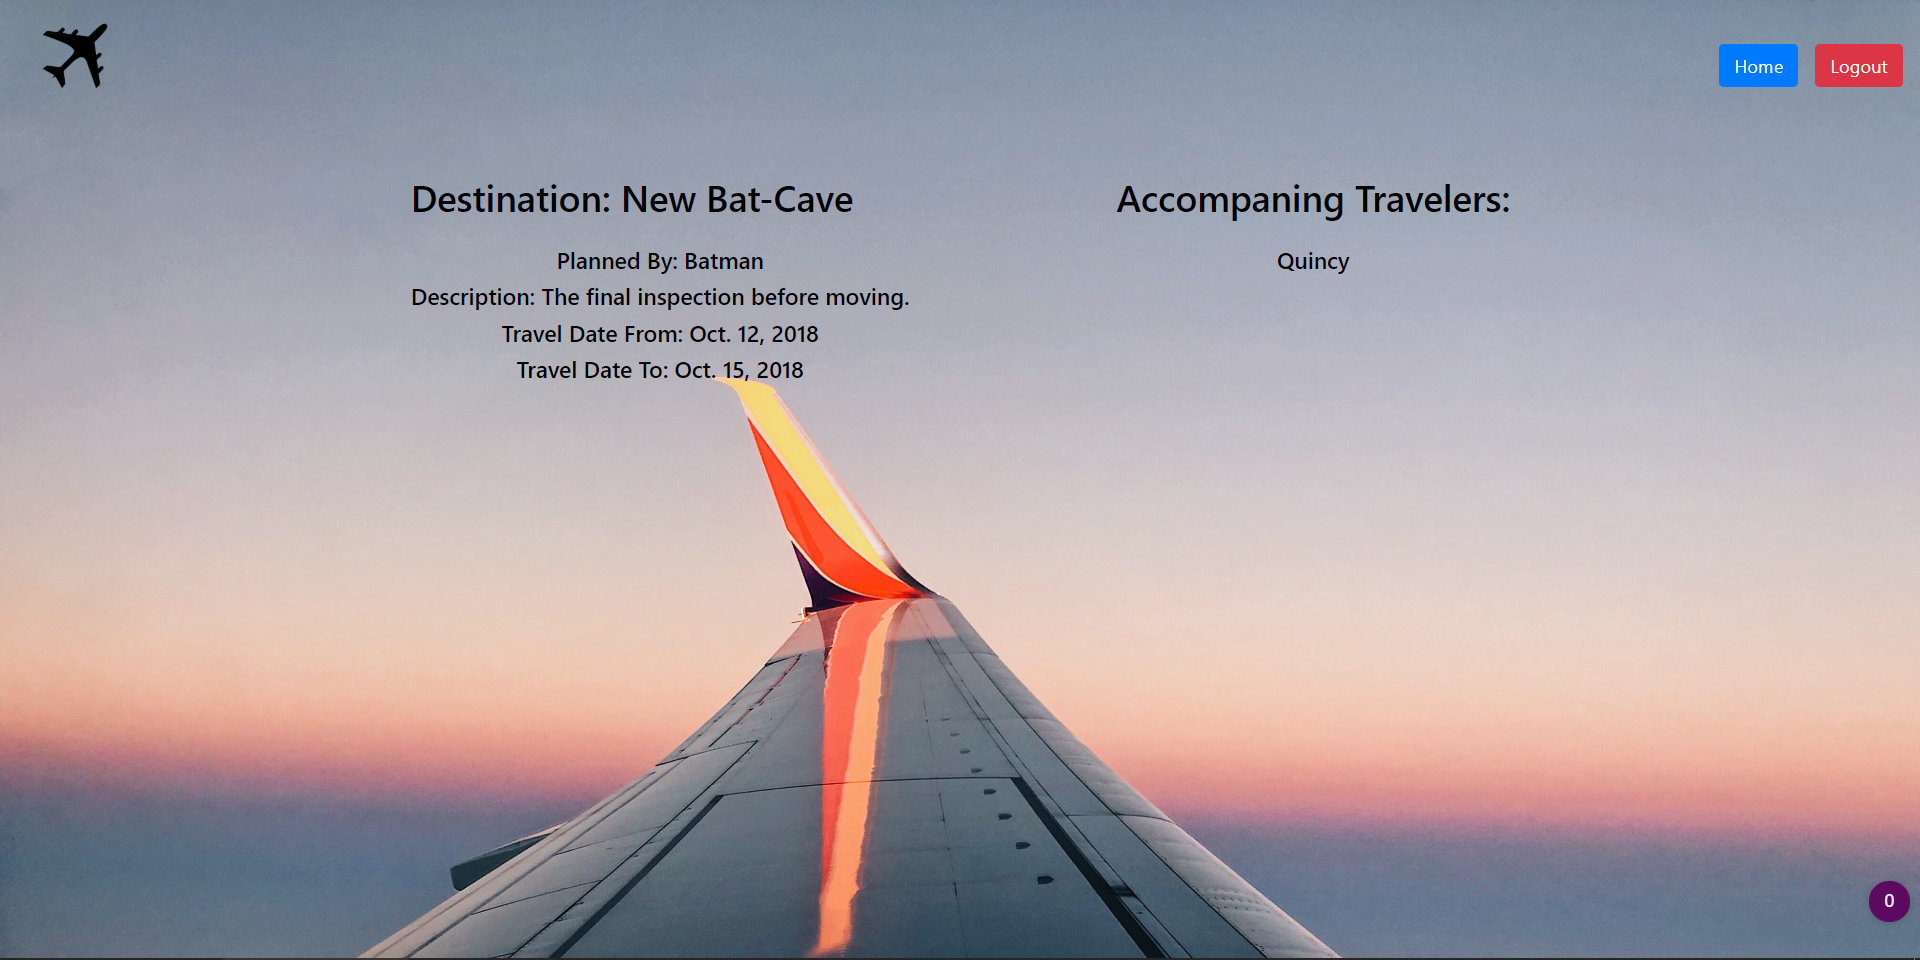 Home
Logout
Destination: New Bat-Cave
Planned By: Batman
Description: The final inspection before moving.
Travel Date From: Oct. 12, 2018
Travel Date To: Oct. 15, 2018
Accompaning Travelers:
Quincy
0